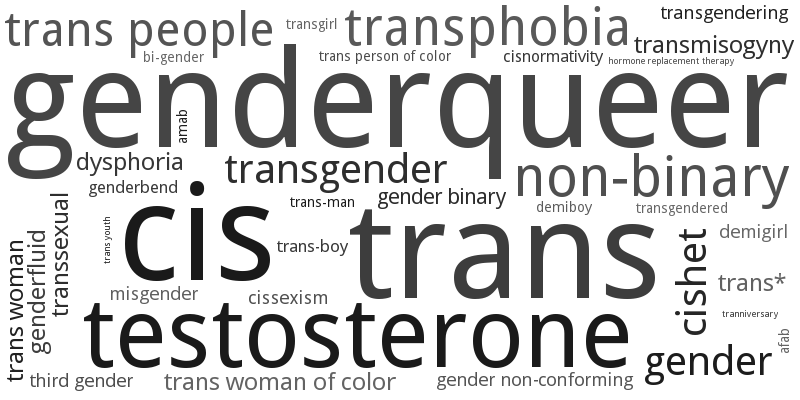 trans people
transgirl
transphobia
transgendering
bi-gender
trans person of color
cisnormativity
transmisogyny
hormone replacement therapy
genderqueer
amab
dysphoria
transgender
non-binary
genderbend
trans-man
gender binary
demiboy
transgendered
cis
trans
trans youth
trans-boy
transsexual
genderfluid
trans woman
cishet
demigirl
trans*
misgender
cissexism
testosterone
tranniversary
afab
gender
third gender
trans woman of color
gender non-conforming